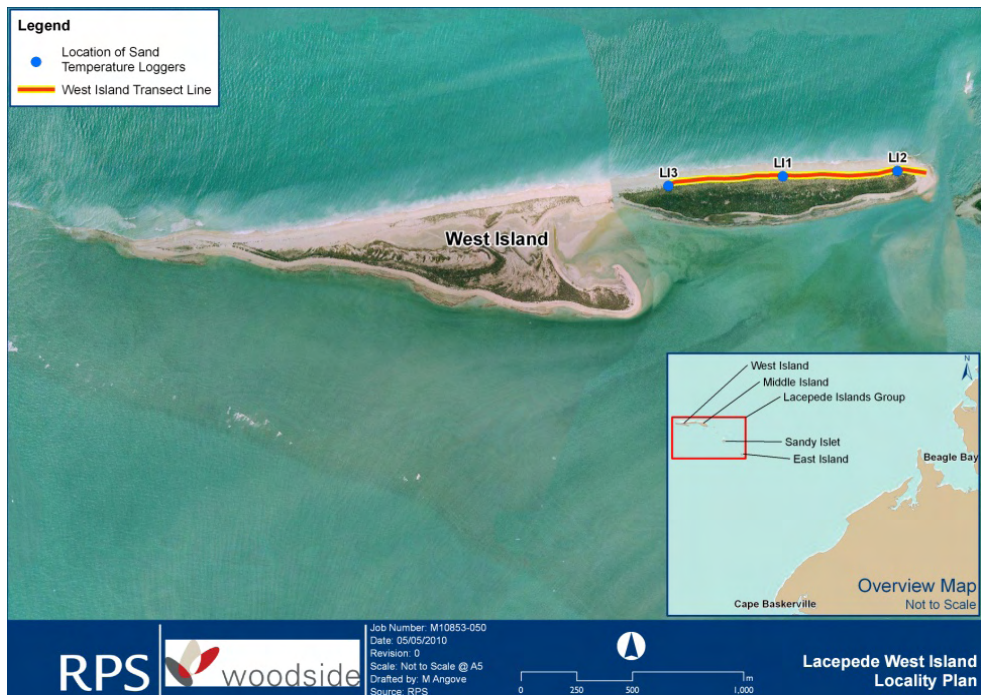 Legend
Location of Sand
Temperature Loggers
West Island Transect Line
LI3
LI1
LI2
West Island
N
West Island
Middle Island
Lacepede Islands Group
Sandy Islet
East Island
Beagle Bay
Cape Baskerville
Overview Map
Not to Scale
RPS
woodside
Job Number: M10853-050
Date: 05/05/2010
Revision: 0
Scale: Not to Scale @ A5
Drafted by: M Angove
Source: RPS
m
0 250 500 1,000
Lacepede West Island
Locality Plan